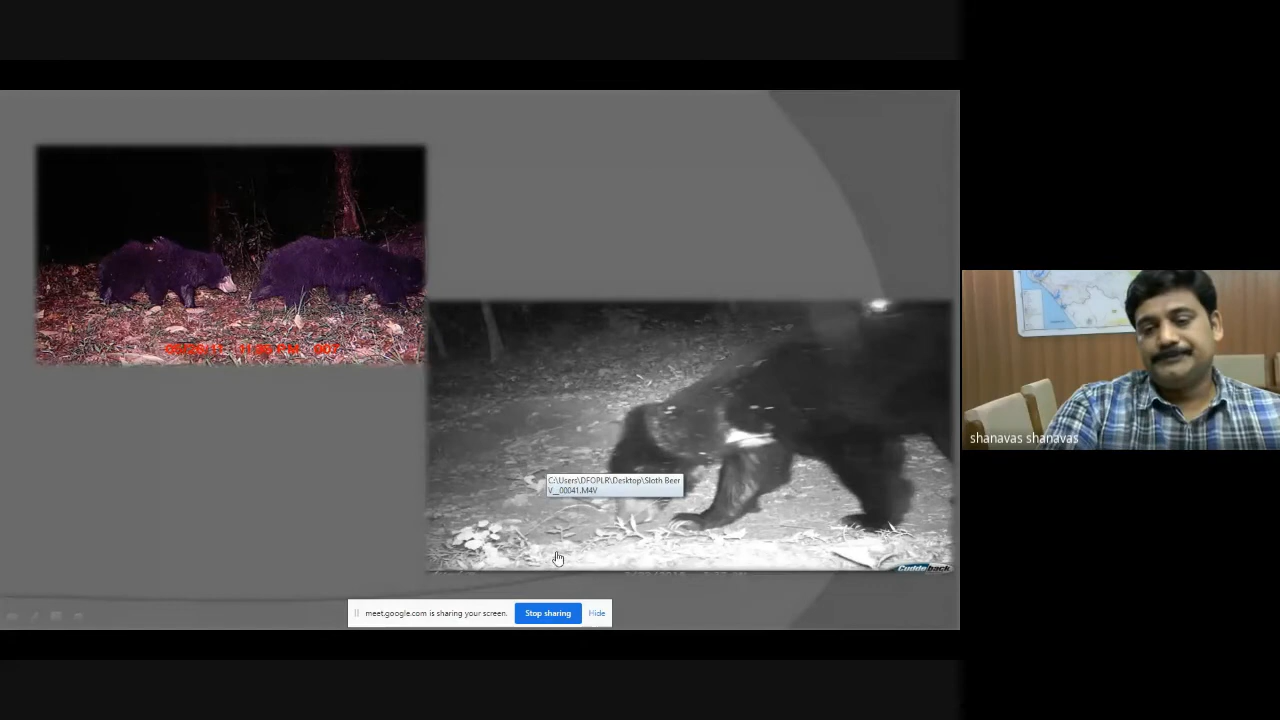 C:\Users\DFOPLR\Desktop\Sloth Beer
V__00041.M4V
shanavas shanavas
Cuddeback
meet.google.com is sharing your screen.
Stop sharing
Hide